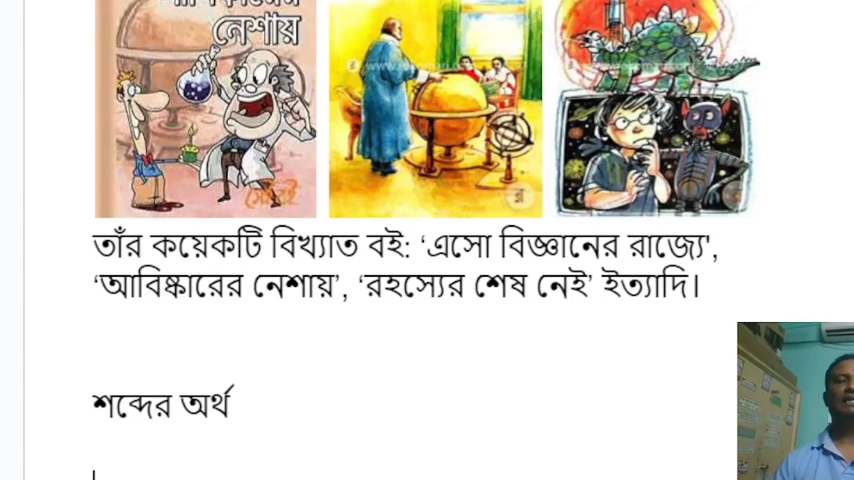 নেশায়
তাঁর কয়েকটি বিখ্যাত বই: ‘এসো বিজ্ঞানের রাজ্যে',
‘আবিষ্কারের নেশায়’, ‘রহস্যের শেষ নেই’ ইত্যাদি।
শব্দের অর্থ